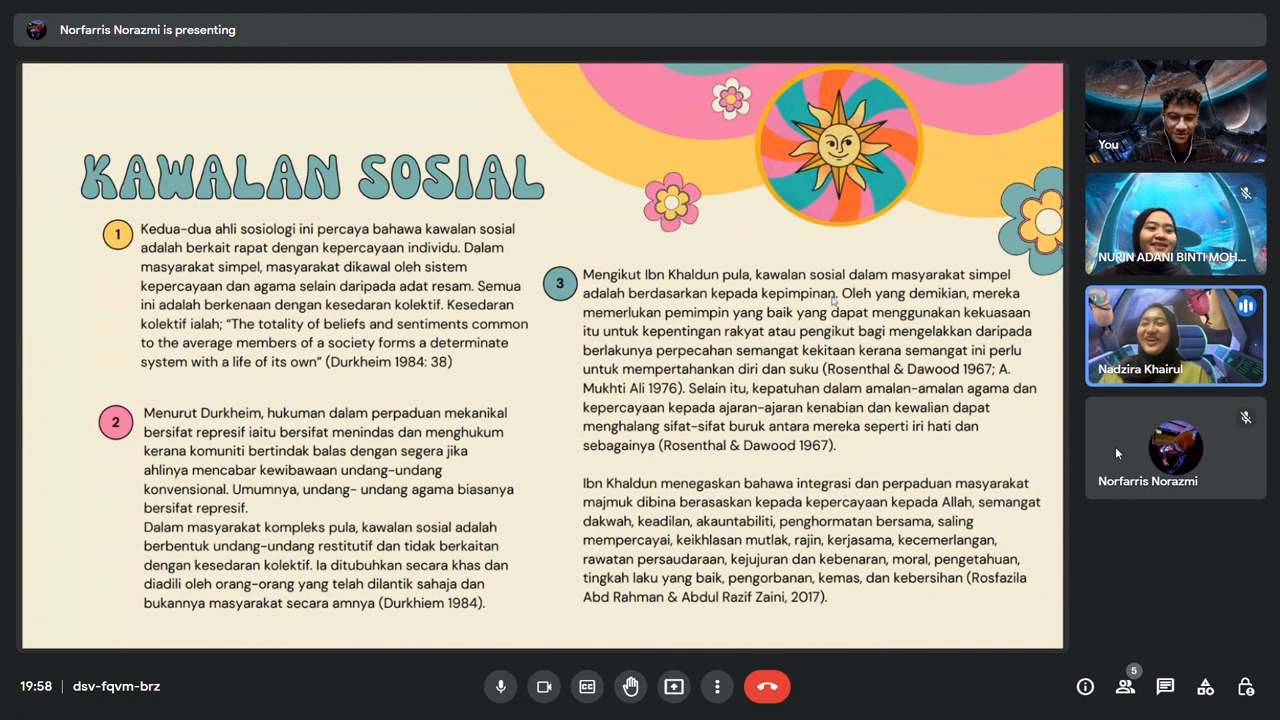 Norfarris Norazmi is presenting
KAWALAN SOSIAL
1
Kedua-dua ahli sosiologi ini percaya bahawa kawalan sosial
adalah berkait rapat dengan kepercayaan individu. Dalam
masyarakat simpel, masyarakat dikawal oleh sistem
kepercayaan dan agama selain daripada adat resam. Semua
ini adalah berkenaan dengan kesedaran kolektif. Kesedaran
kolektif ialah; “The totality of beliefs and sentiments common
to the average members of a society forms a determinate
system with a life of its own” (Durkheim 1984: 38)
2
Menurut Durkheim, hukuman dalam perpaduan mekanikal
bersifat represif iaitu bersifat menindas dan menghukum
kerana komuniti bertindak balas dengan segera jika
ahlinya mencabar kewibawaan undang-undang
konvensional. Umumnya, undang- undang agama biasanya
bersifat represif.
Dalam masyarakat kompleks pula, kawalan sosial adalah
berbentuk undang-undang restitutif dan tidak berkaitan
dengan kesedaran kolektif. Ia ditubuhkan secara khas dan
diadili oleh orang-orang yang telah dilantik sahaja dan
bukannya masyarakat secara amnya (Durkhiem 1984).
3
Mengikut Ibn Khaldun pula, kawalan sosial dalam masyarakat simpel
adalah berdasarkan kepada kepimpinan. Oleh yang demikian, mereka
memerlukan pemimpin yang baik yang dapat menggunakan kekuasaan
itu untuk kepentingan rakyat atau pengikut bagi mengelakkan daripada
berlakunya perpecahan semangat kekitaan kerana semangat ini perlu
untuk mempertahankan diri dan suku (Rosenthal & Dawood 1967; A.
Mukhti Ali 1976). Selain itu, kepatuhan dalam amalan-amalan agama dan
kepercayaan kepada ajaran-ajaran kenabian dan kewalian dapat
menghalang sifat-sifat buruk antara mereka seperti iri hati dan
sebagainya (Rosenthal & Dawood 1967).
Ibn Khaldun menegaskan bahawa integrasi dan perpaduan masyarakat
majmuk dibina berasaskan kepada kepercayaan kepada Allah, semangat
dakwah, keadilan, akauntabiliti, penghormatan bersama, saling
mempercayai, keikhlasan mutlak, rajin, kerjasama, kecemerlangan,
rawatan persaudaraan, kejujuran dan kebenaran, moral, pengetahuan,
tingkah laku yang baik, pengorbanan, kemas, dan kebersihan (Rosfazila
Abd Rahman & Abdul Razif Zaini, 2017).
You
NURIN ADANI BINTI MOH...
Nadzira Khairul
Norfarris Norazmi
19:58
dsv-fqvm-brz
5